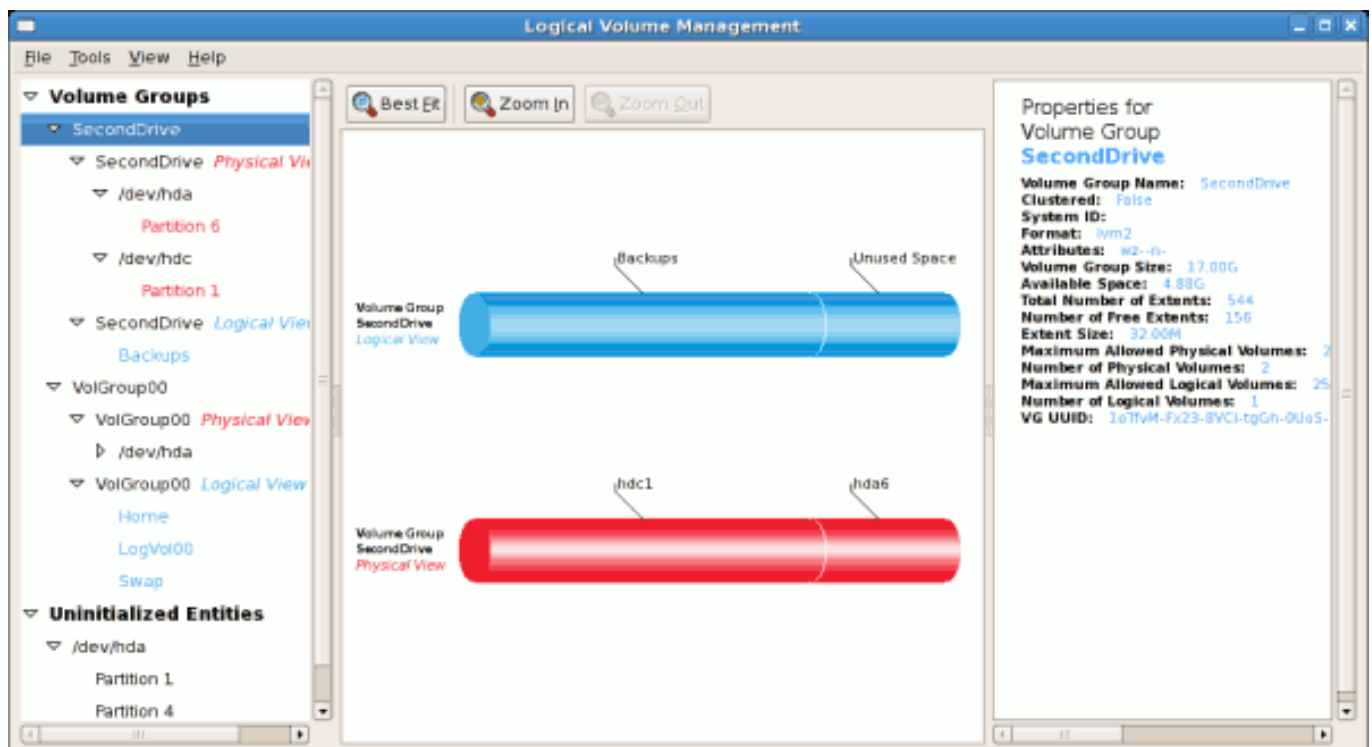 Logical Volume Management
File Tools View Help
Volume Groups
SecondDrive
SecondDrive Physical Vie
/dev/hda
Partition 6
/dev/hdc
Partition 1
SecondDrive Logical View
Backups
VolGroup00
VolGroup00 Physical View
/dev/hda
VolGroup00 Logical View
Home
LogVol00
Swap
Uninitialized Entities
/dev/hda
Partition 1
Partition 4
Best Fit Zoom In Zoom Out
Backups Unused Space
Volume Group
SecondDrive
Logical View
hdc1 hda6
Volume Group
SecondDrive
Physical View
Properties for
Volume Group
SecondDrive
Volume Group Name: SecondDrive
Clustered: False
System ID:
Format: lvm2
Attributes: wz--n-
Volume Group Size: 17.00G
Available Space: 4.88G
Total Number of Extents: 544
Number of Free Extents: 156
Extent Size: 32.00M
Maximum Allowed Physical Volumes: 2
Number of Physical Volumes: 2
Maximum Allowed Logical Volumes: 25
Number of Logical Volumes: 1
VG UUID: